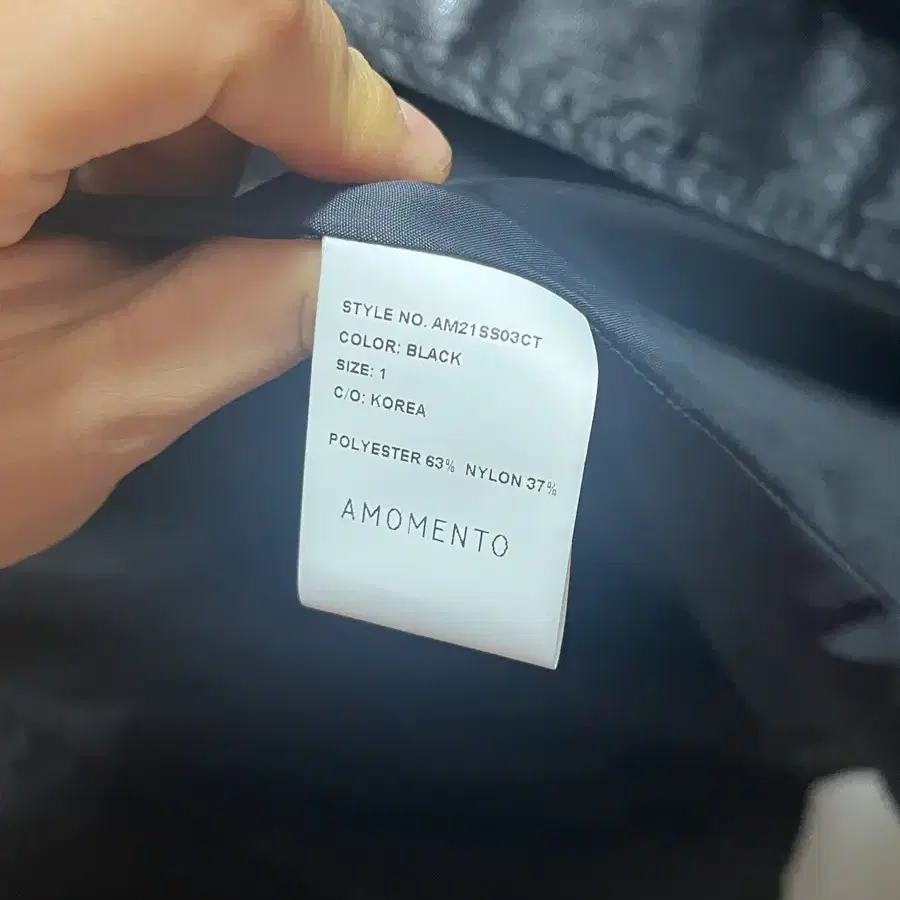 STYLE NO. AM21SS03CT
COLOR: BLACK
SIZE: 1
C/O: KOREA
POLYESTER 63% NYLON 37%
AMOMENTO